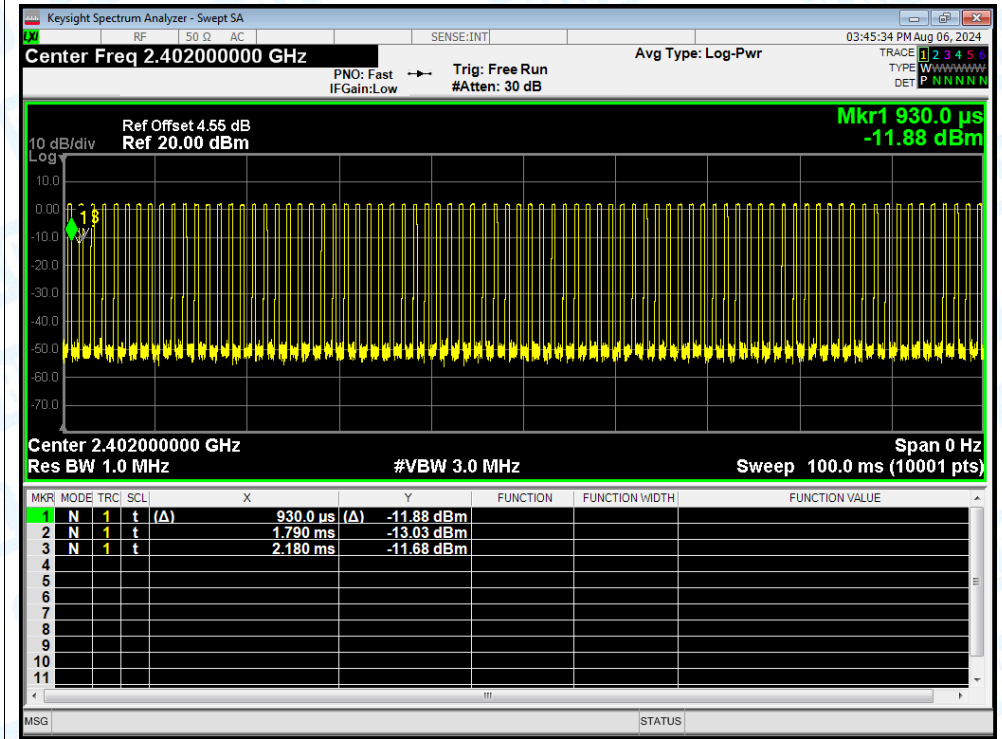 Keysight Spectrum Analyzer - Swept SA
LXI RF 50 Ω AC SENSE:INT 03:45:34 PM Aug 06, 2024
Center Freq 2.402000000 GHz
PNO: Fast
IFGain:Low
Trig: Free Run
#Atten: 30 dB
Avg Type: Log-Pwr
TRACE 1 2 3 4 5 6
TYPE W W W W W W
DET P N N N N N
Mkr1 930.0 µs
-11.88 dBm
Ref Offset 4.55 dB
10 dB/div Ref 20.00 dBm
Log
10.0
0.00
-10.0
-20.0
-30.0
-40.0
-50.0
-60.0
-70.0
1
3
Center 2.402000000 GHz Span 0 Hz
Res BW 1.0 MHz #VBW 3.0 MHz Sweep 100.0 ms (10001 pts)
MKR MODE TRC SCL X Y FUNCTION FUNCTION WIDTH FUNCTION VALUE
1 N 1 t (Δ) 930.0 µs (Δ) -11.88 dBm
2 N 1 t 1.790 ms -13.03 dBm
3 N 1 t 2.180 ms -11.68 dBm
4
5
6
7
8
9
10
11
MSG STATUS